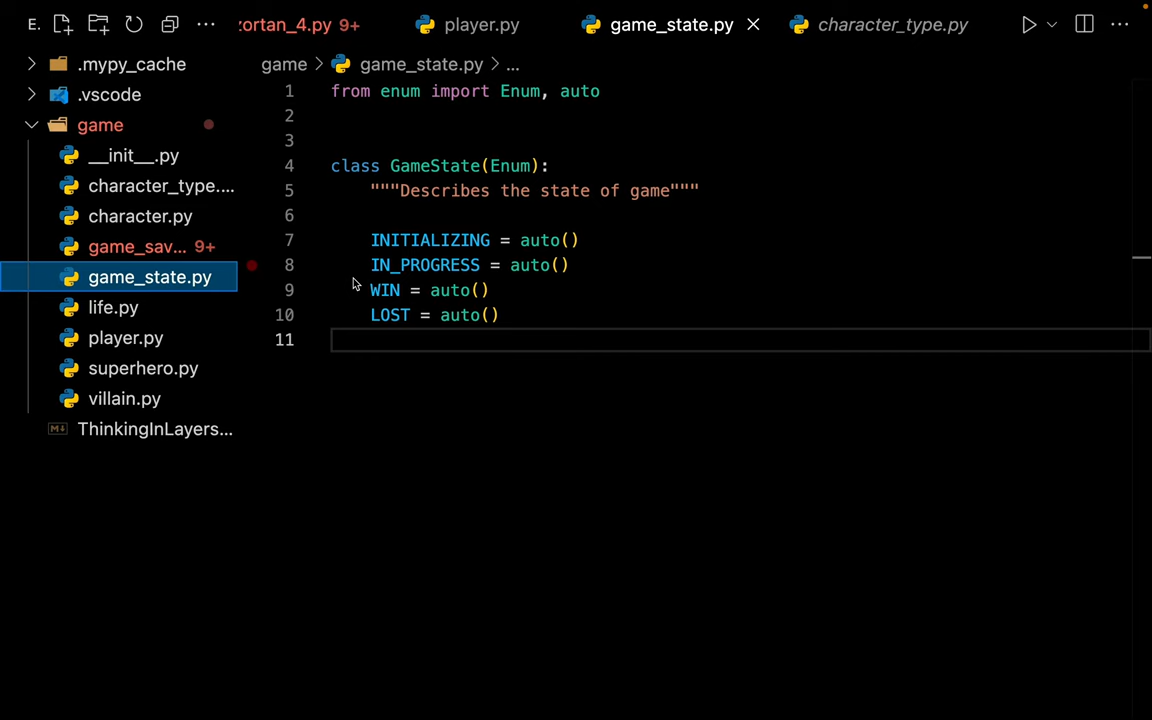 E. ... zortan_4.py 9+ player.py game_state.py character_type.py ...
.mypy_cache
.vscode
game
__init__.py
character_type....
character.py
game_sav... 9+
game_state.py
life.py
player.py
superhero.py
villain.py
ThinkingInLayers...
game > game_state.py > ...
1 from enum import Enum, auto
2
3
4 class GameState(Enum):
5 """Describes the state of game"""
6
7 INITIALIZING = auto()
8 IN_PROGRESS = auto()
9 WIN = auto()
10 LOST = auto()
11